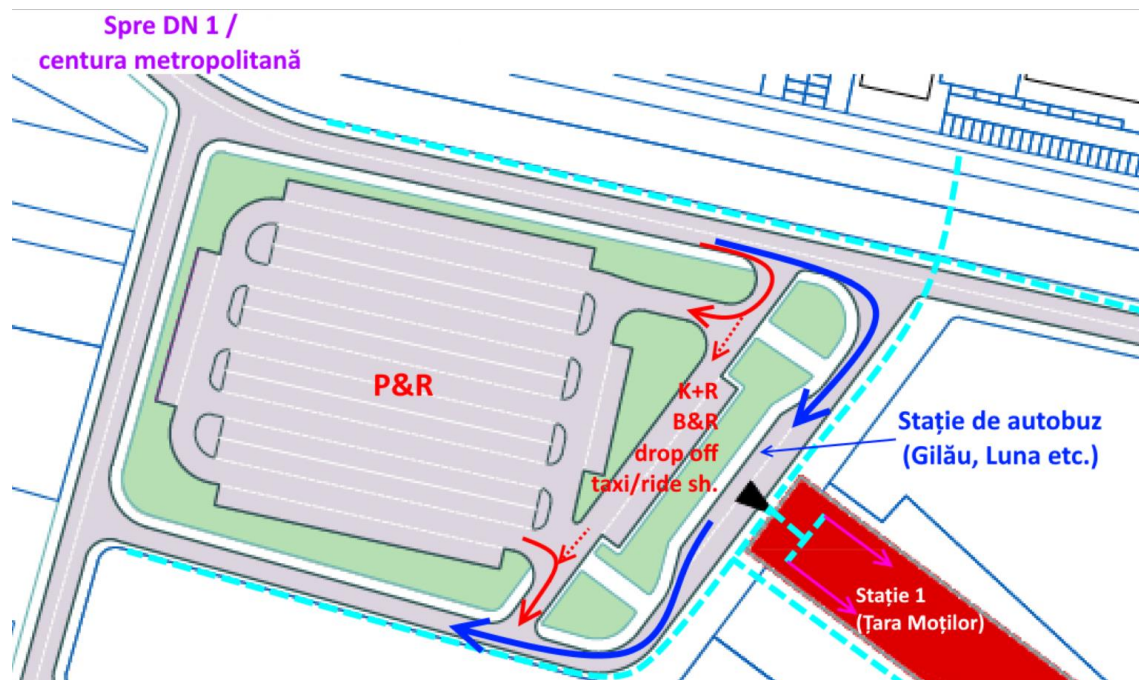 Spre DN 1 /
centura metropolitană
P&R
K+R
B&R
drop off
taxi/ride sh.
Stație de autobuz
(Gilău, Luna etc.)
Stație 1
(Țara Moților)